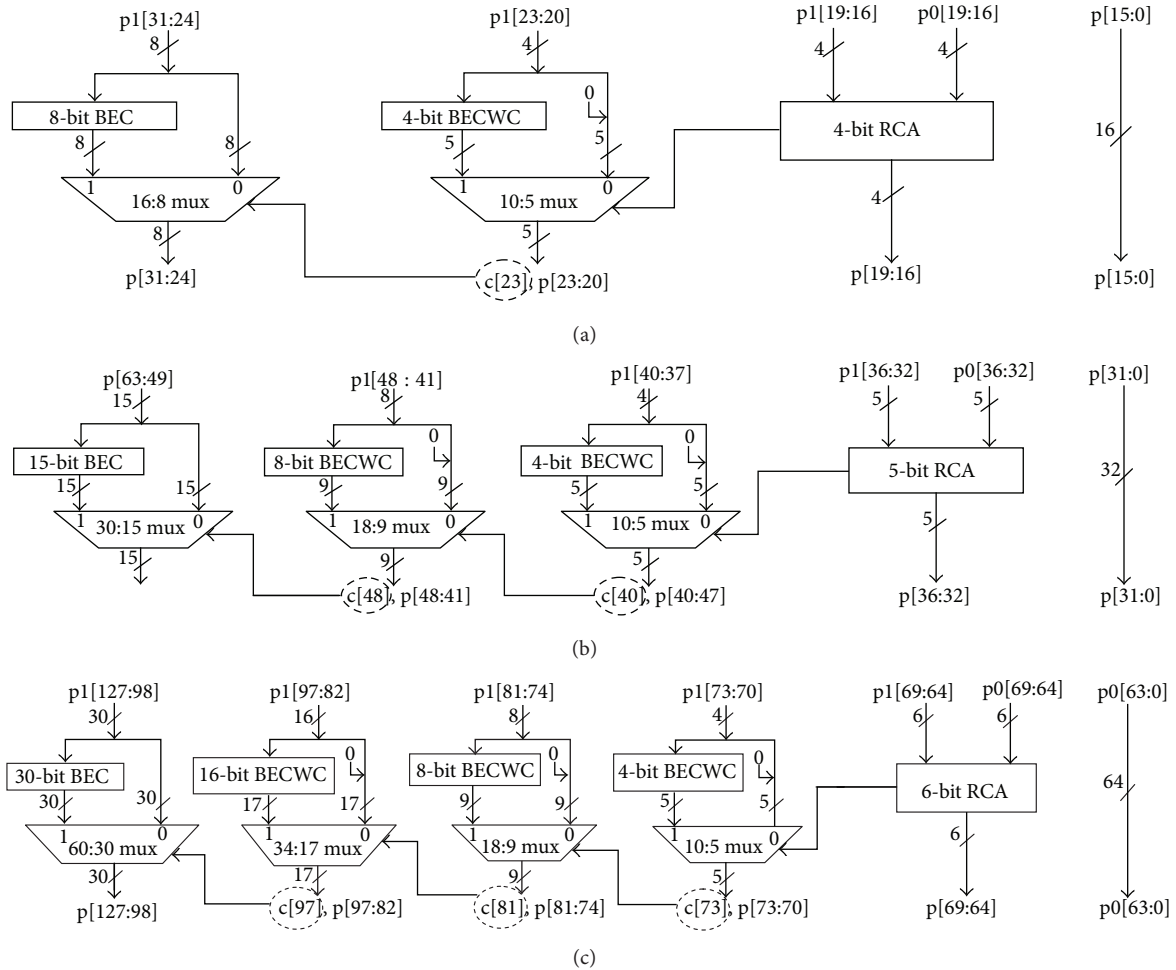 p1[31:24] p1[23:20] p1[19:16] p0[19:16] p[15:0]
8 4 4 4
0
8-bit BEC 4-bit BECWC 4-bit RCA 16
8 8 5 5
1 0 1 0
16:8 mux 10:5 mux 4
8 5
p[31:24] c[23], p[23:20] p[19:16] p[15:0]
(a)
p[63:49] p1[48 : 41] p1[40:37] p1[36:32] p0[36:32] p[31:0]
15 8 4 5 5
0 0
15-bit BEC 8-bit BECWC 4-bit BECWC 5-bit RCA 32
15 15 9 9 5 5
1 0 1 0 1 0
30:15 mux 18:9 mux 10:5 mux 5
15 9 5
c[48], p[48:41] c[40], p[40:47] p[36:32] p[31:0]
(b)
p1[127:98] p1[97:82] p1[81:74] p1[73:70] p1[69:64] p0[69:64] p0[63:0]
30 16 8 4 6 6
0 0 0
30-bit BEC 16-bit BECWC 8-bit BECWC 4-bit BECWC 6-bit RCA 64
30 30 17 17 9 9 5 5
1 0 1 0 1 0 1 0
60:30 mux 34:17 mux 18:9 mux 10:5 mux 6
30 17 9 5
p[127:98] c[97], p[97:82] c[81], p[81:74] c[73], p[73:70] p[69:64] p0[63:0]
(c)